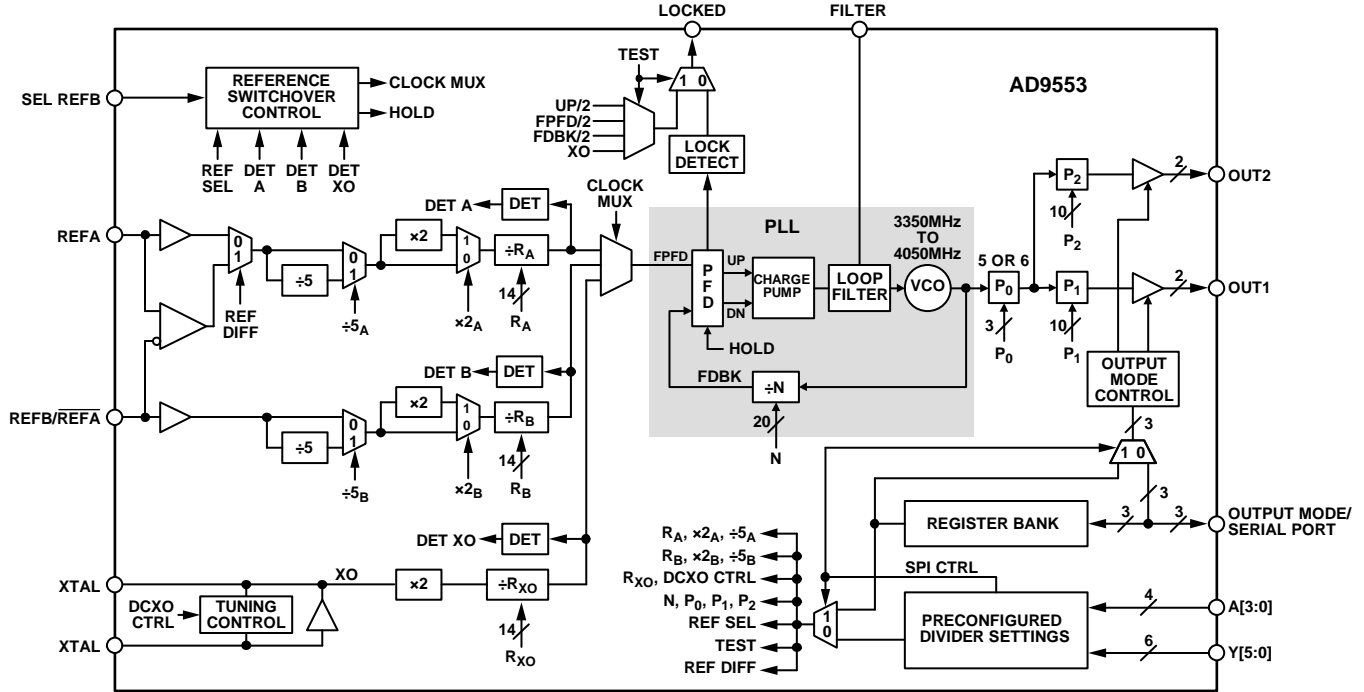 LOCKED
FILTER
TEST
1 0
AD9553
REFERENCE
SWITCHOVER
CONTROL
CLOCK MUX
HOLD
SEL REFB
REF
SEL
DET
A
DET
B
DET
XO
UP/2
FPFD/2
FDBK/2
XO
LOCK
DETECT
CLOCK
MUX
DET A
DET
REFA
0
1
÷5
REF
DIFF
0
1
÷5A
×2
1
0
×2A
÷RA
14
RA
PLL
FPFD
PFD
UP
DN
CHARGE
PUMP
LOOP
FILTER
3350MHz
TO
4050MHz
VCO
HOLD
FDBK
÷N
20
N
5 OR 6
P0
3
P0
P2
10
P2
2
OUT2
P1
10
P1
2
OUT1
OUTPUT
MODE
CONTROL
3
1 0
3
DET B
DET
REFB/REFA
÷5
0
1
÷5B
×2
1
0
×2B
÷RB
14
RB
REGISTER BANK
3
3
OUTPUT MODE/
SERIAL PORT
DET XO
DET
XTAL
XO
×2
÷RXO
14
RXO
DCXO
CTRL
TUNING
CONTROL
XTAL
RA, ×2A, ÷5A
RB, ×2B, ÷5B
RXO, DCXO CTRL
N, P0, P1, P2
REF SEL
TEST
REF DIFF
1
0
SPI CTRL
PRECONFIGURED
DIVIDER SETTINGS
4
A[3:0]
6
Y[5:0]